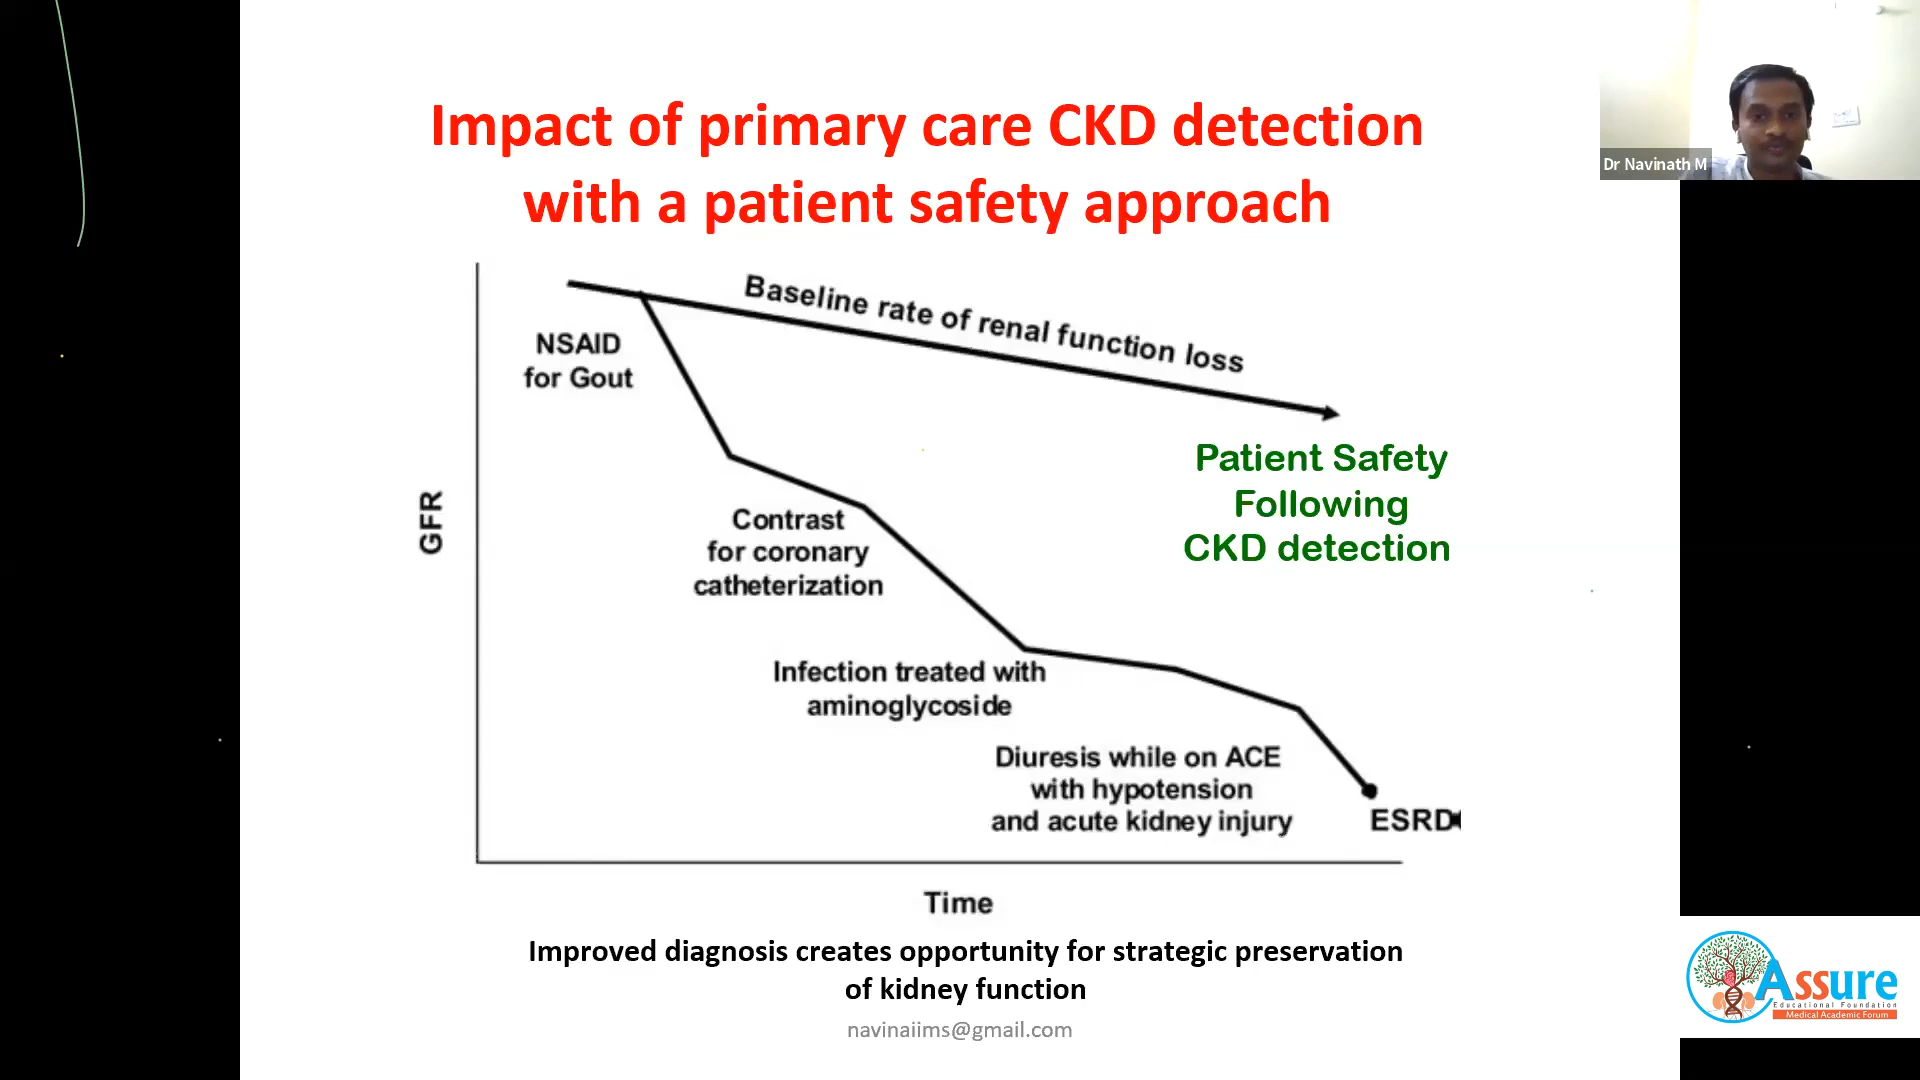 Impact of primary care CKD detection
with a patient safety approach
Dr Navinath M
Baseline rate of renal function loss
NSAID
for Gout
Patient Safety
Following
CKD detection
GFR
Contrast
for coronary
catheterization
Infection treated with
aminoglycoside
Diuresis while on ACE
with hypotension
and acute kidney injury
ESRD
Time
Improved diagnosis creates opportunity for strategic preservation
of kidney function
navinaiims@gmail.com
Assure
Educational Foundation
Medical Academic Forum